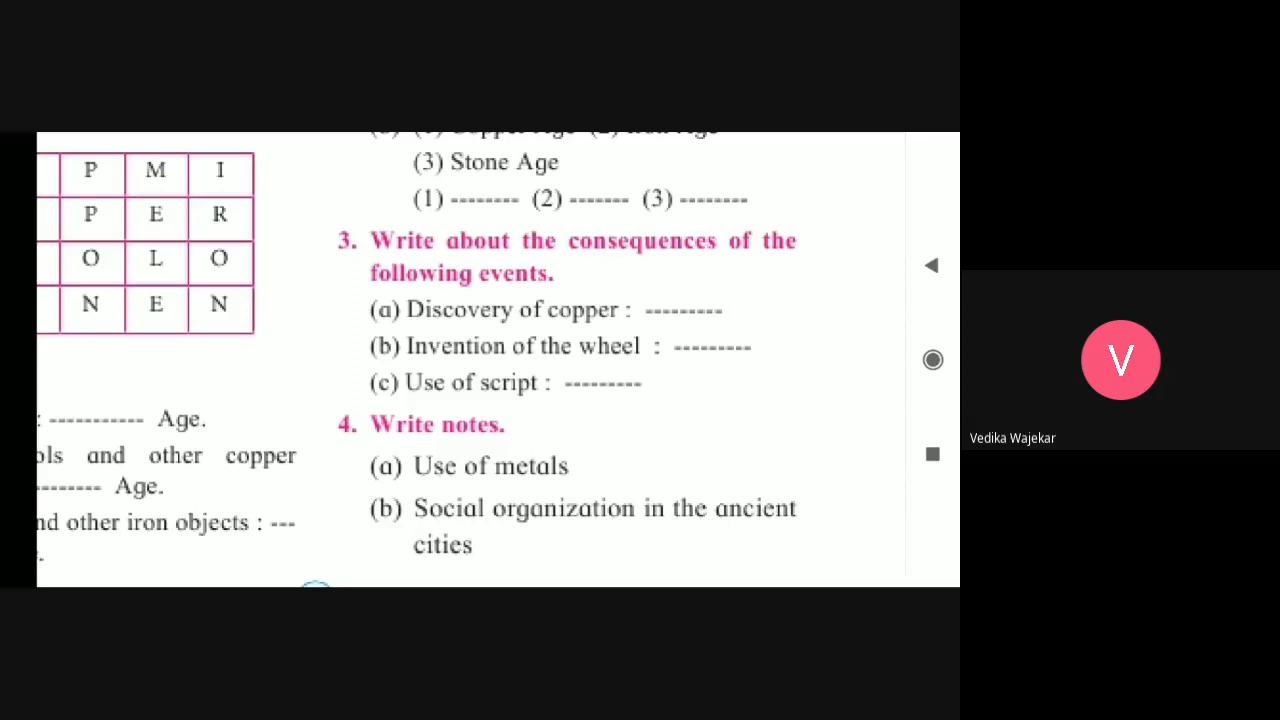 P M I
P E R
O L O
N E N
: ----------- Age.
and other copper
-------- Age.
other iron objects : ---
(3) Stone Age
(1) -------- (2) ------- (3) --------
3. Write about the consequences of the
following events.
(a) Discovery of copper : ---------
(b) Invention of the wheel : ---------
(c) Use of script : ---------
4. Write notes.
(a) Use of metals
(b) Social organization in the ancient
cities
V
Vedika Wajekar